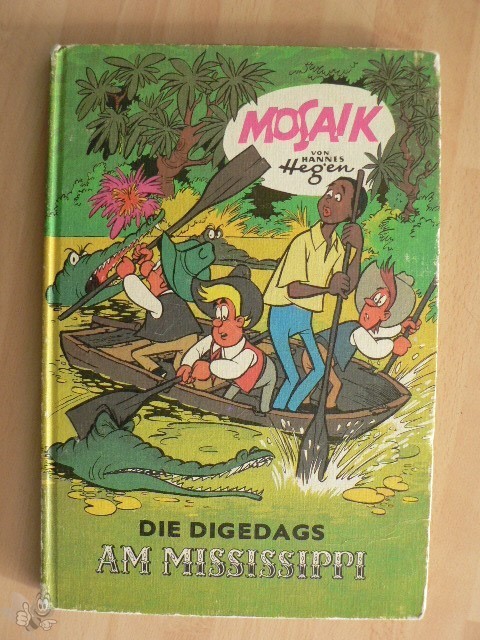 MOSAIK
VON
HANNES
Hegen
DIE DIGEDAGS
AM MISSISSIPPI